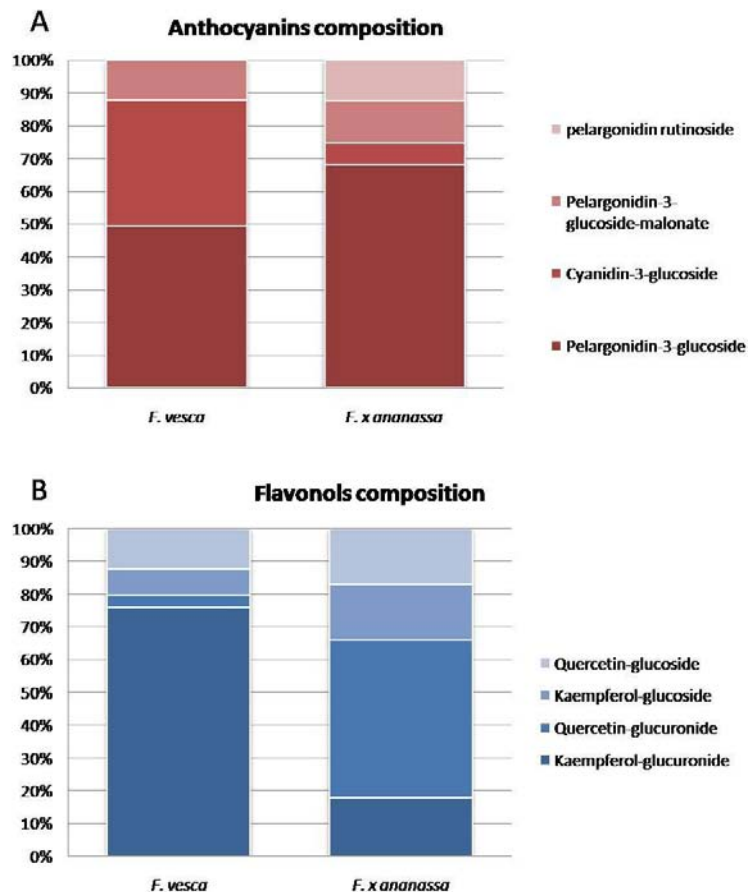 A
Anthocyanins composition
100%
90%
80%
70%
60%
50%
40%
30%
20%
10%
0%
F. vesca
F. x ananassa
pelargonidin rutinoside
Pelargonidin-3-
glucoside-malonate
Cyanidin-3-glucoside
Pelargonidin-3-glucoside
B
Flavonols composition
100%
90%
80%
70%
60%
50%
40%
30%
20%
10%
0%
F. vesca
F. x ananassa
Quercetin-glucoside
Kaempferol-glucoside
Quercetin-glucuronide
Kaempferol-glucuronide